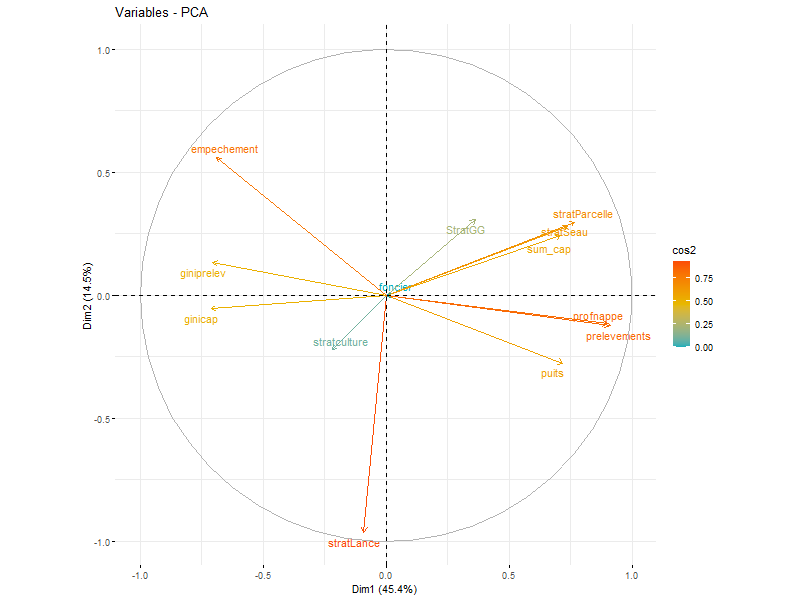 Variables - PCA
1.0
0.5
0.0
-0.5
-1.0
Dim2 (14.5%)
empechement
stratParcelle
StratGG
stratSeau
sum_cap
giniprelev
foncier
ginicap
profnappe
prelevements
stratculture
puits
stratLance
cos2
0.75
0.50
0.25
0.00
-1.0
-0.5
0.0
0.5
1.0
Dim1 (45.4%)